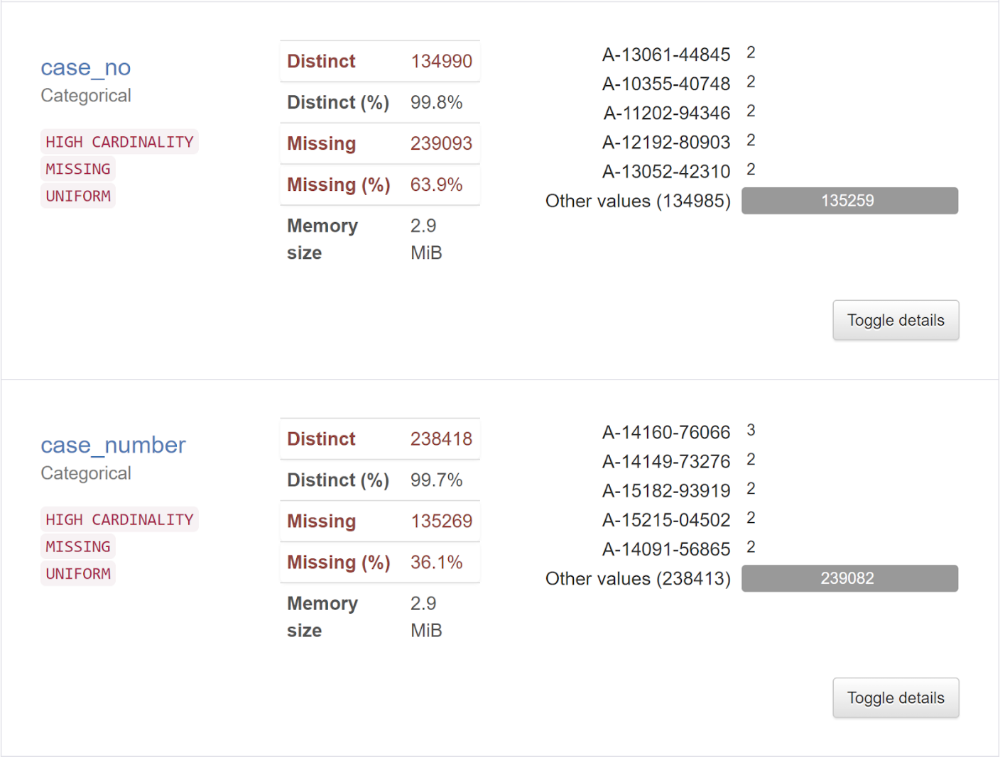 case_no
Categorical
HIGH CARDINALITY
MISSING
UNIFORM
Distinct 134990
Distinct (%) 99.8%
Missing 239093
Missing (%) 63.9%
Memory size 2.9 MiB
A-13061-44845 2
A-10355-40748 2
A-11202-94346 2
A-12192-80903 2
A-13052-42310 2
Other values (134985) 135259
Toggle details
case_number
Categorical
HIGH CARDINALITY
MISSING
UNIFORM
Distinct 238418
Distinct (%) 99.7%
Missing 135269
Missing (%) 36.1%
Memory size 2.9 MiB
A-14160-76066 3
A-14149-73276 2
A-15182-93919 2
A-15215-04502 2
A-14091-56865 2
Other values (238413) 239082
Toggle details